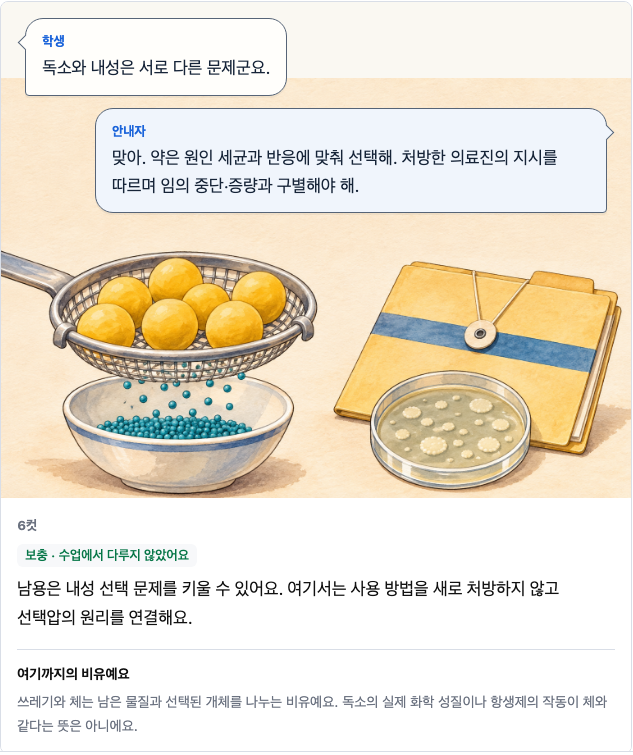 학생
독소와 내성은 서로 다른 문제군요.
안내자
맞아. 약은 원인 세균과 반응에 맞춰 선택해. 처방한 의료진의 지시를
따르며 임의 중단·증량과 구별해야 해.
6컷
보충 · 수업에서 다루지 않았어요
남용은 내성 선택 문제를 키울 수 있어요. 여기서는 사용 방법을 새로 처방하지 않고
선택압의 원리를 연결해요.
여기까지의 비유예요
쓰레기와 체는 남은 물질과 선택된 개체를 나누는 비유예요. 독소의 실제 화학 성질이나 항생제의 작동이 체와
같다는 뜻은 아니에요.